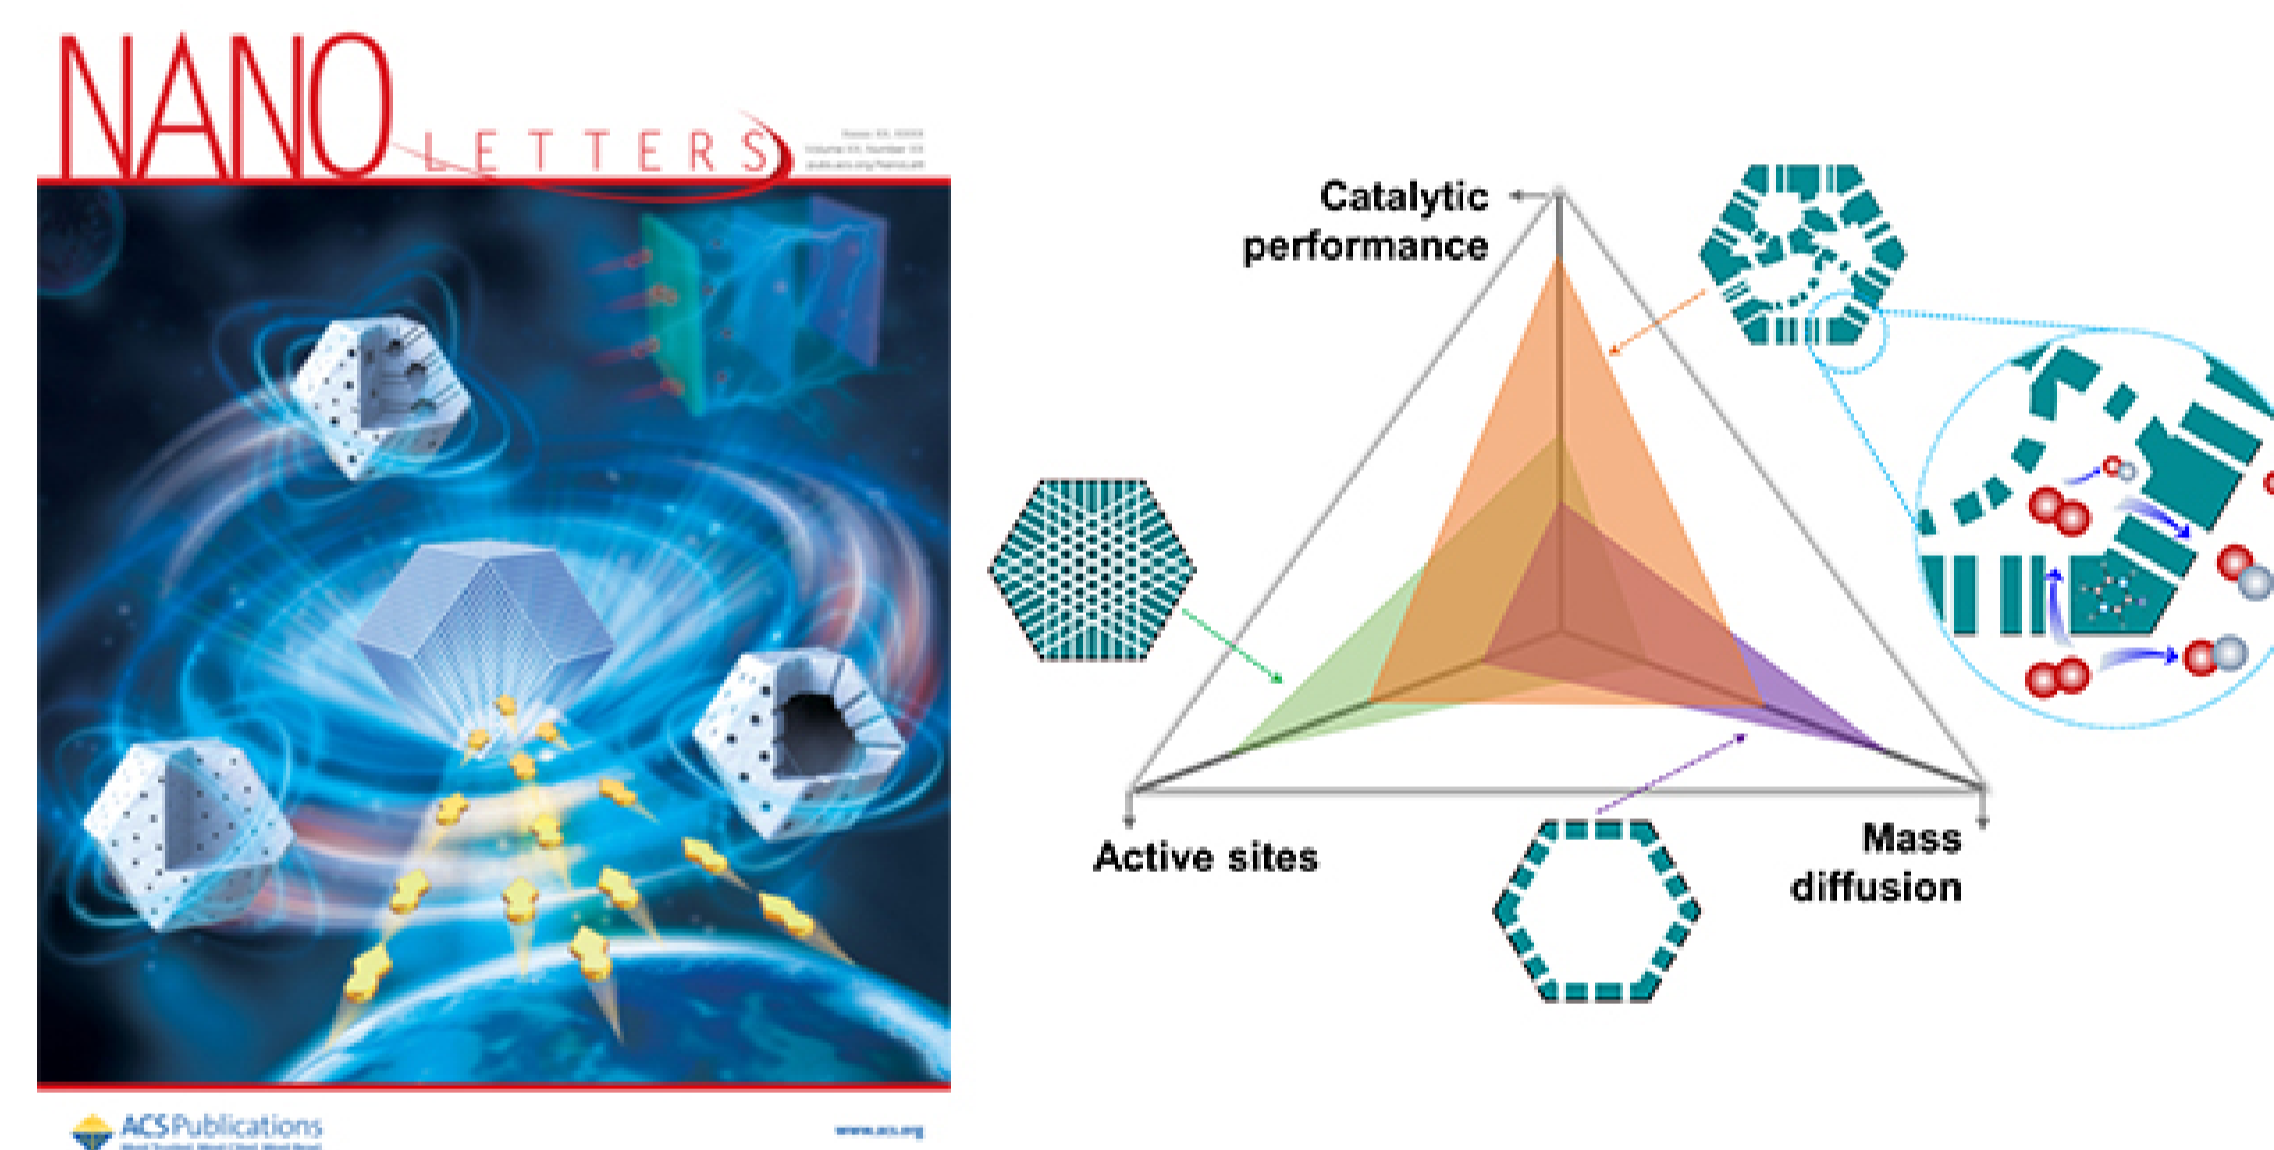 NANO
LETTERS
ACS Publications
www.acs.org
Catalytic
performance
Active sites
Mass
diffusion